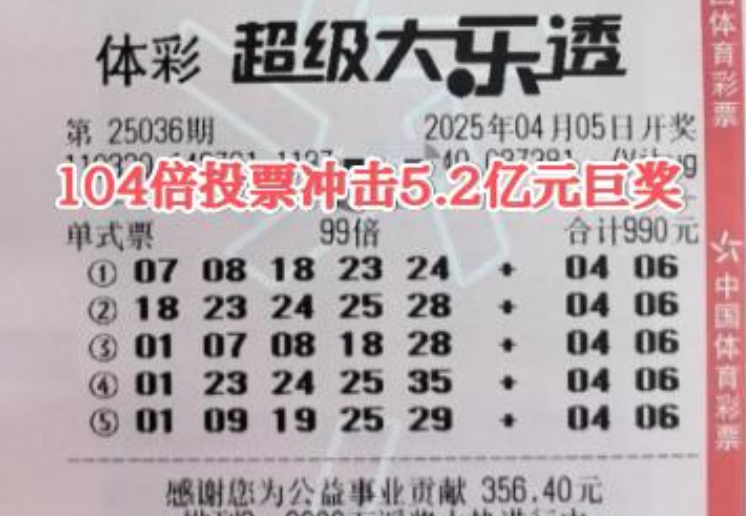 体彩 超级大乐透
第 25036期 2025年04月05日开奖
104倍投票冲击5.2亿元巨奖
单式票 99倍 合计990元
① 07 08 18 23 24 + 04 06
② 18 23 24 25 28 + 04 06
③ 01 07 08 18 28 + 04 06
④ 01 23 24 25 35 + 04 06
⑤ 01 09 19 25 29 + 04 06
感谢您为公益事业贡献 356.40元
体育彩票
中国体育彩票